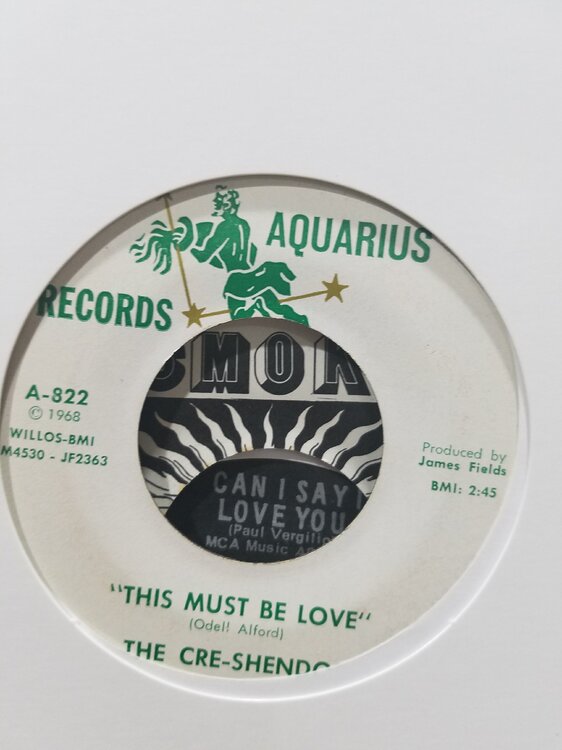 AQUARIUS
RECORDS
A-822
© 1968
WILLOS-BMI
M4530 - JF2363
Produced by
James Fields
BMI: 2:45
SMOK
CAN I SAY I
LOVE YOU
(Paul Vergilio
MCA Music
"THIS MUST BE LOVE"
(Odell Alford)
THE CRE-SHENDO